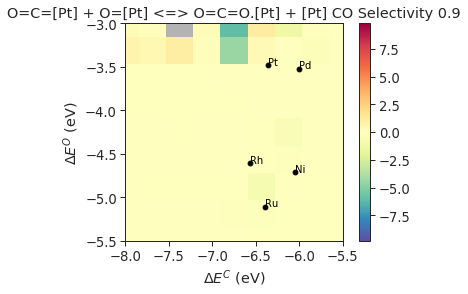 O=C=[Pt] + O=[Pt] <=> O=C=O.[Pt] + [Pt] CO Selectivity 0.9
−3.0
−3.5
−4.0
−4.5
−5.0
−5.5
ΔE^O (eV)
Pt
Pd
Rh
Ni
Ru
−8.0 −7.5 −7.0 −6.5 −6.0 −5.5
ΔE^C (eV)
7.5
5.0
2.5
0.0
−2.5
−5.0
−7.5